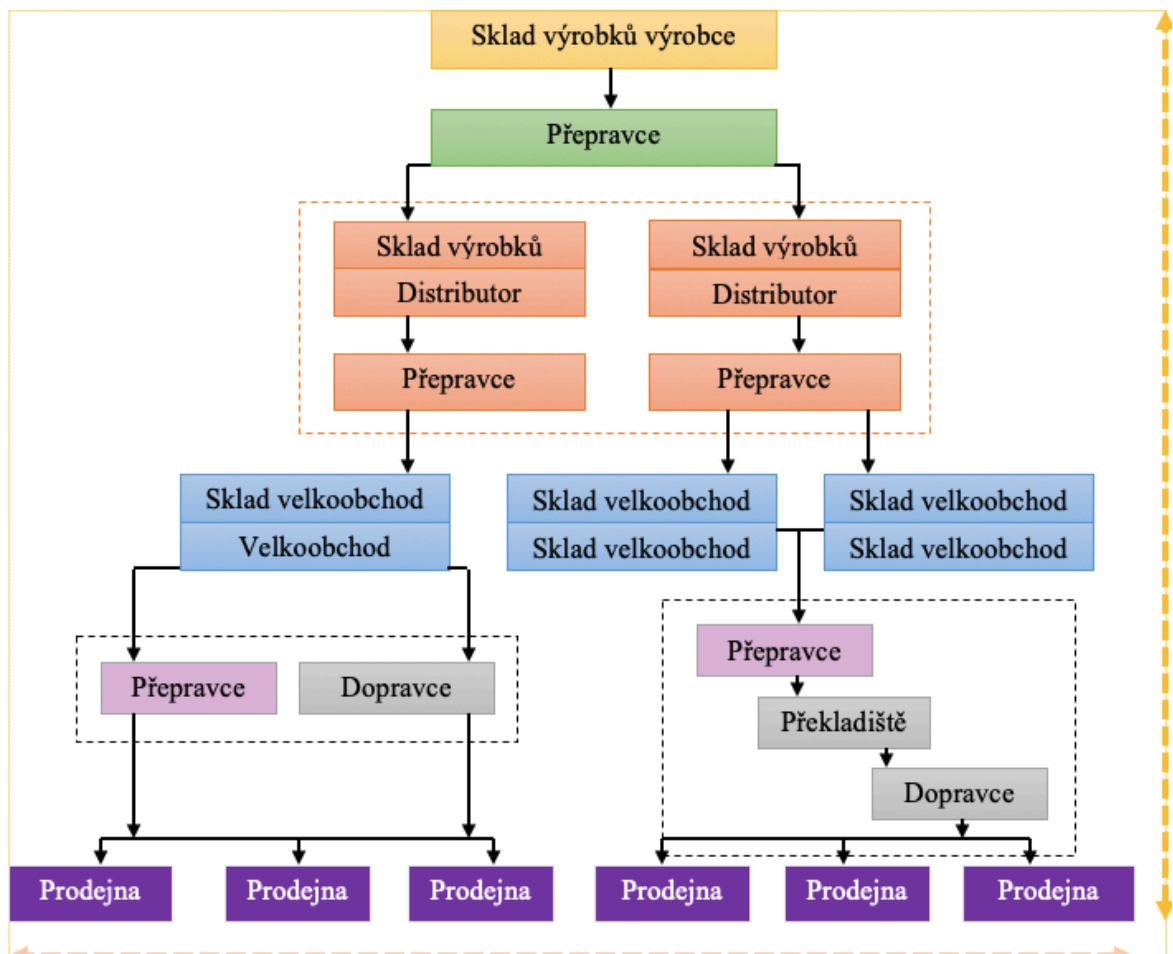 Sklad výrobků výrobce
Přepravce
Sklad výrobků
Sklad výrobků
Distributor
Distributor
Přepravce
Přepravce
Sklad velkoobchod
Sklad velkoobchod
Sklad velkoobchod
Velkoobchod
Sklad velkoobchod
Sklad velkoobchod
Přepravce
Přepravce
Dopravce
Překladiště
Dopravce
Prodejna
Prodejna
Prodejna
Prodejna
Prodejna
Prodejna